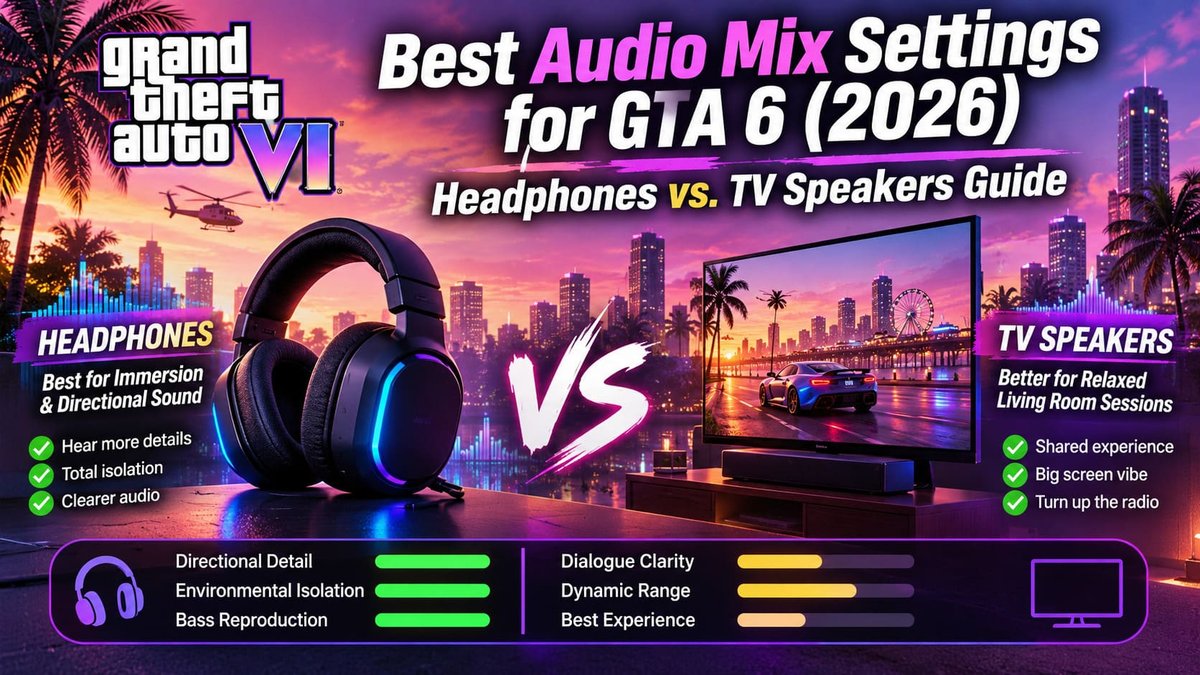 grand
theft
auto VI
Best Audio Mix Settings
for GTA 6 (2026)
Headphones vs. TV Speakers Guide
HEADPHONES
Best for Immersion
& Directional Sound
Hear more details
Total isolation
Clearer audio
VS
TV SPEAKERS
Better for Relaxed
Living Room Sessions
Shared experience
Big screen vibe
Turn up the radio
Directional Detail
Environmental Isolation
Bass Reproduction
Dialogue Clarity
Dynamic Range
Best Experience